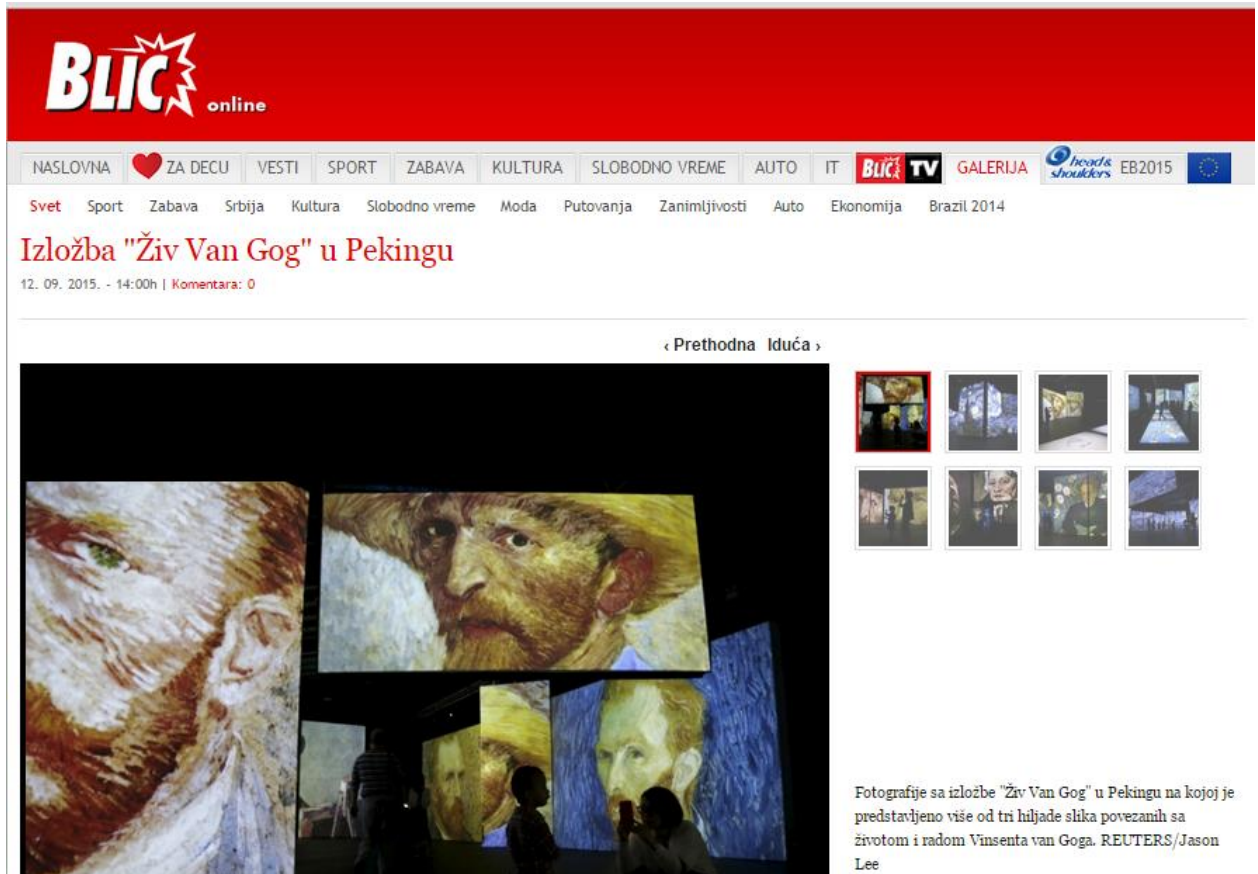 BLIC online
NASLOVNA ZA DECU VESTI SPORT ZABAVA KULTURA SLOBODNO VREME AUTO IT BLIC TV GALERIJA head& shoulders EB2015
Svet Sport Zabava Srbija Kultura Slobodno vreme Moda Putovanja Zanimljivosti Auto Ekonomija Brazil 2014
Izložba "Živ Van Gog" u Pekingu
12. 09. 2015. - 14:00h | Komentara: 0
‹ Prethodna Iduća ›
Fotografije sa izložbe "Živ Van Gog" u Pekingu na kojoj je
predstavljeno više od tri hiljade slika povezanih sa
životom i radom Vinsenta van Goga. REUTERS/Jason
Lee